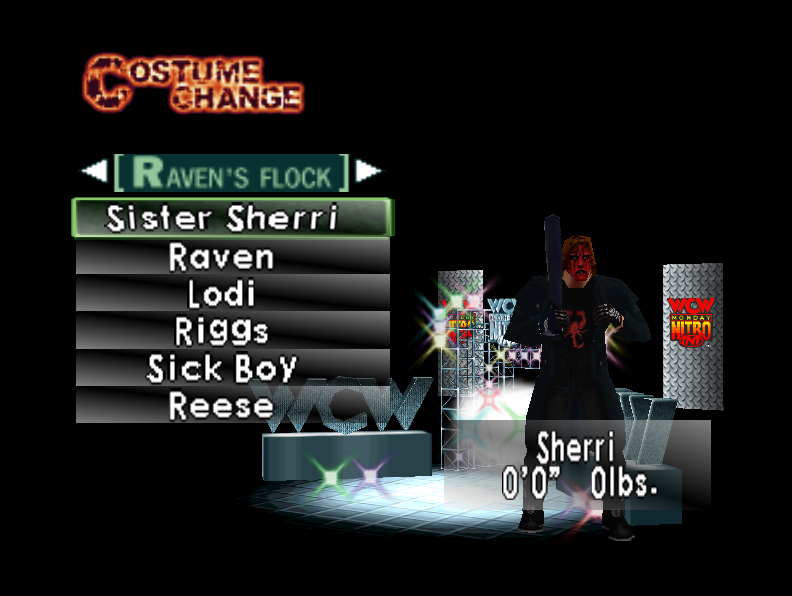 COSTUME
CHANGE
RAVEN'S FLOCK
Sister Sherri
Raven
Lodi
Riggs
Sick Boy
Reese
WCW
WCW
MONDAY
NITRO
Sherri
0'0" 0lbs.